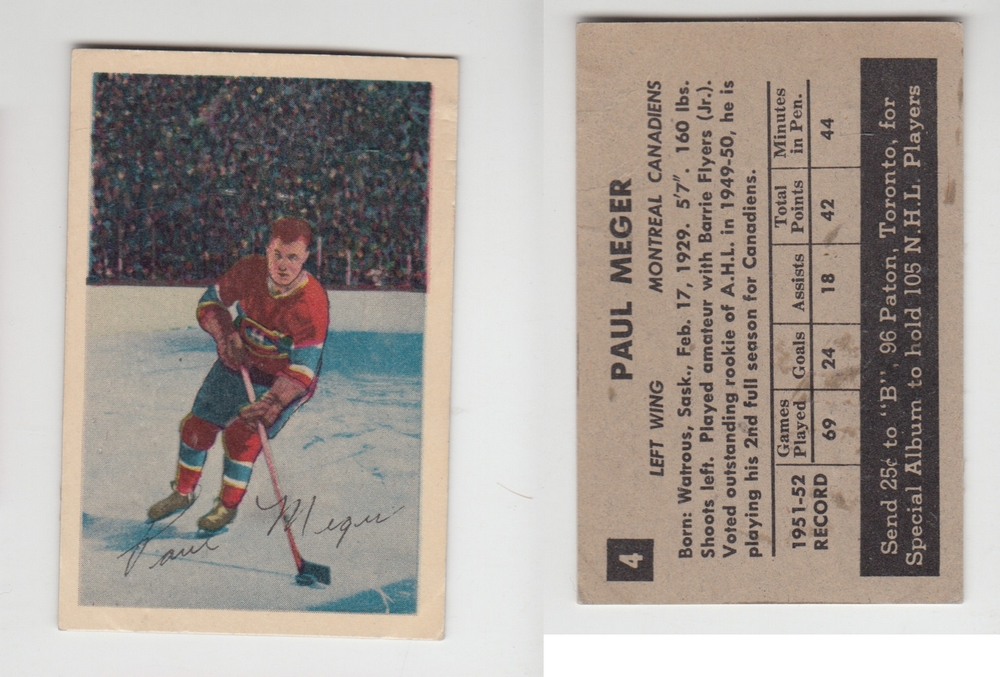 Paul Meger
4
PAUL MEGER
LEFT WING MONTREAL CANADIENS
Born: Watrous, Sask., Feb. 17, 1929. 5'7". 160 lbs.
Shoots left. Played amateur with Barrie Flyers (Jr.).
Voted outstanding rookie of A.H.L. in 1949-50, he is
playing his 2nd full season for Canadiens.
1951-52 RECORD
Games Played Goals Assists Total Points Minutes in Pen.
69 24 18 42 44
Send 25¢ to "B", 96 Paton, Toronto, for
Special Album to hold 105 N.H.L. Players